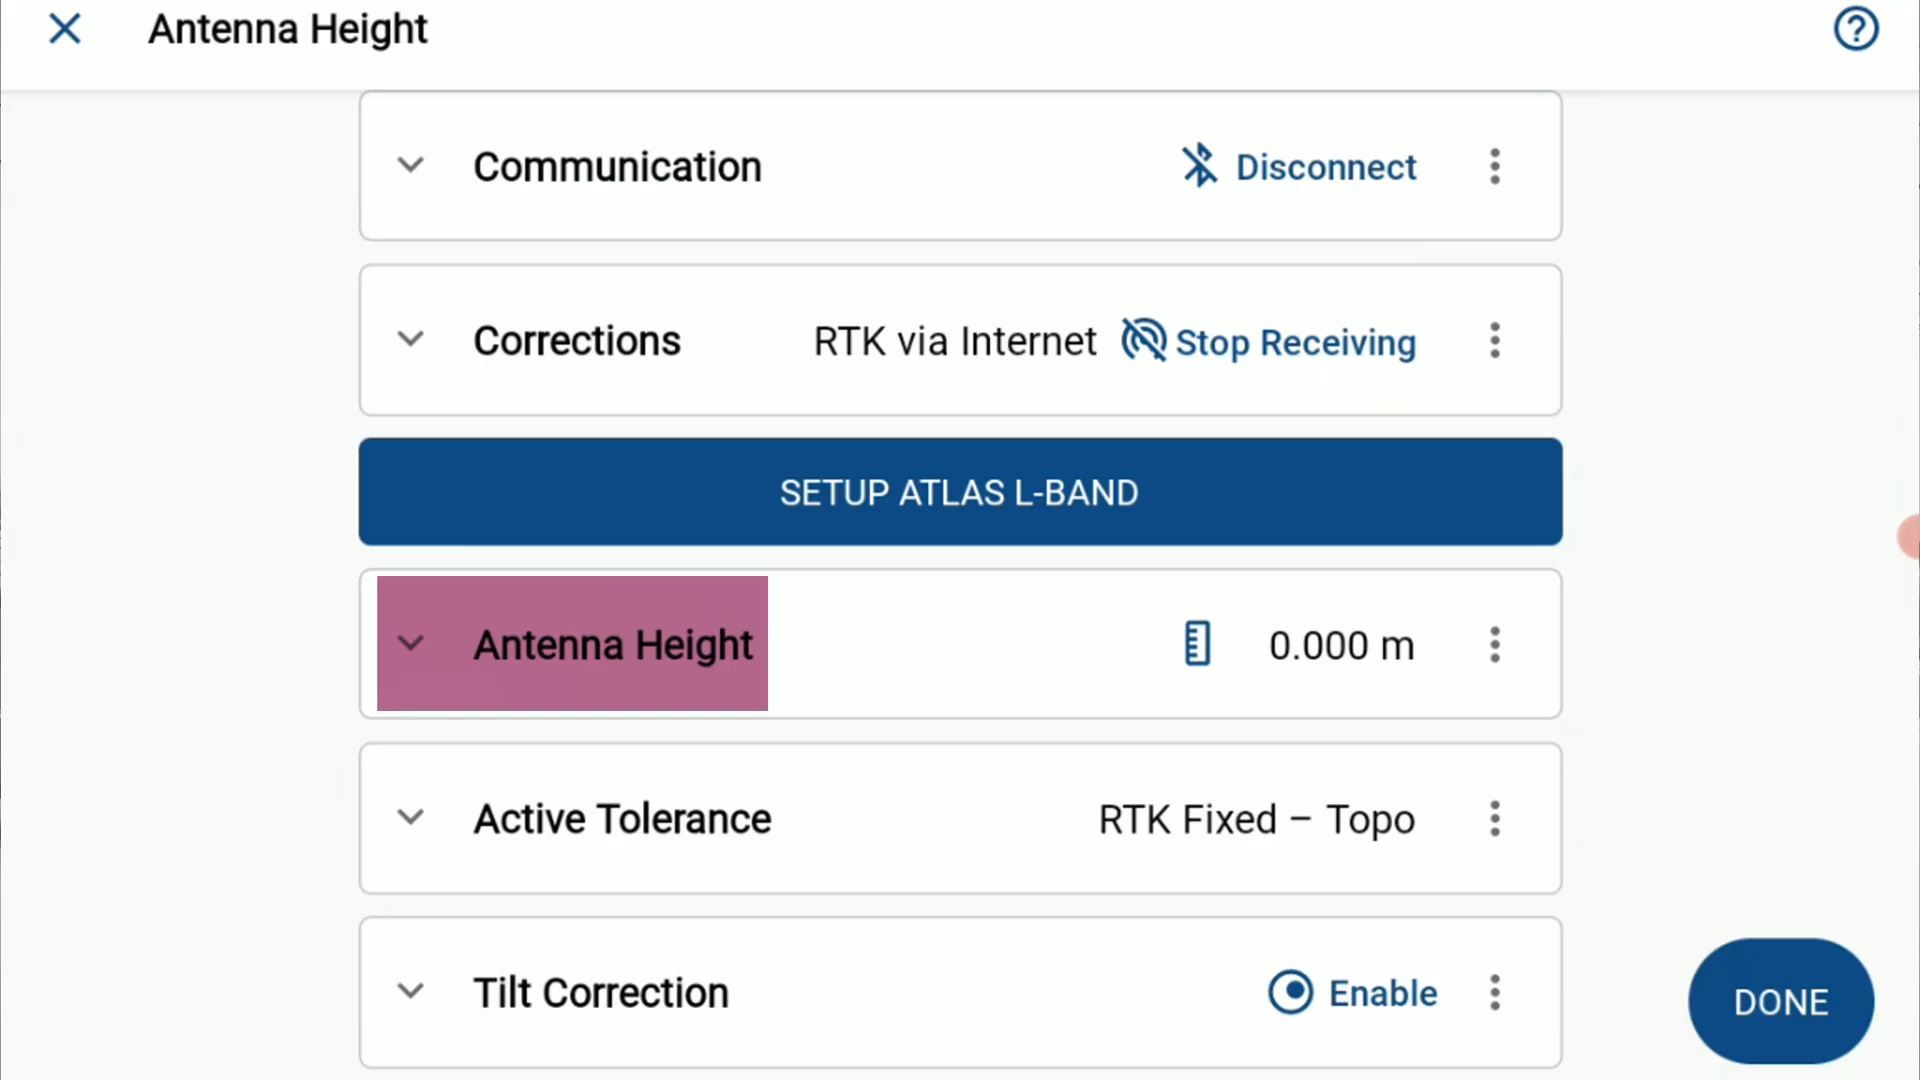 Antenna Height
Communication
Disconnect
Corrections
RTK via Internet
Stop Receiving
SETUP ATLAS L-BAND
Antenna Height
0.000 m
Active Tolerance
RTK Fixed – Topo
Tilt Correction
Enable
DONE